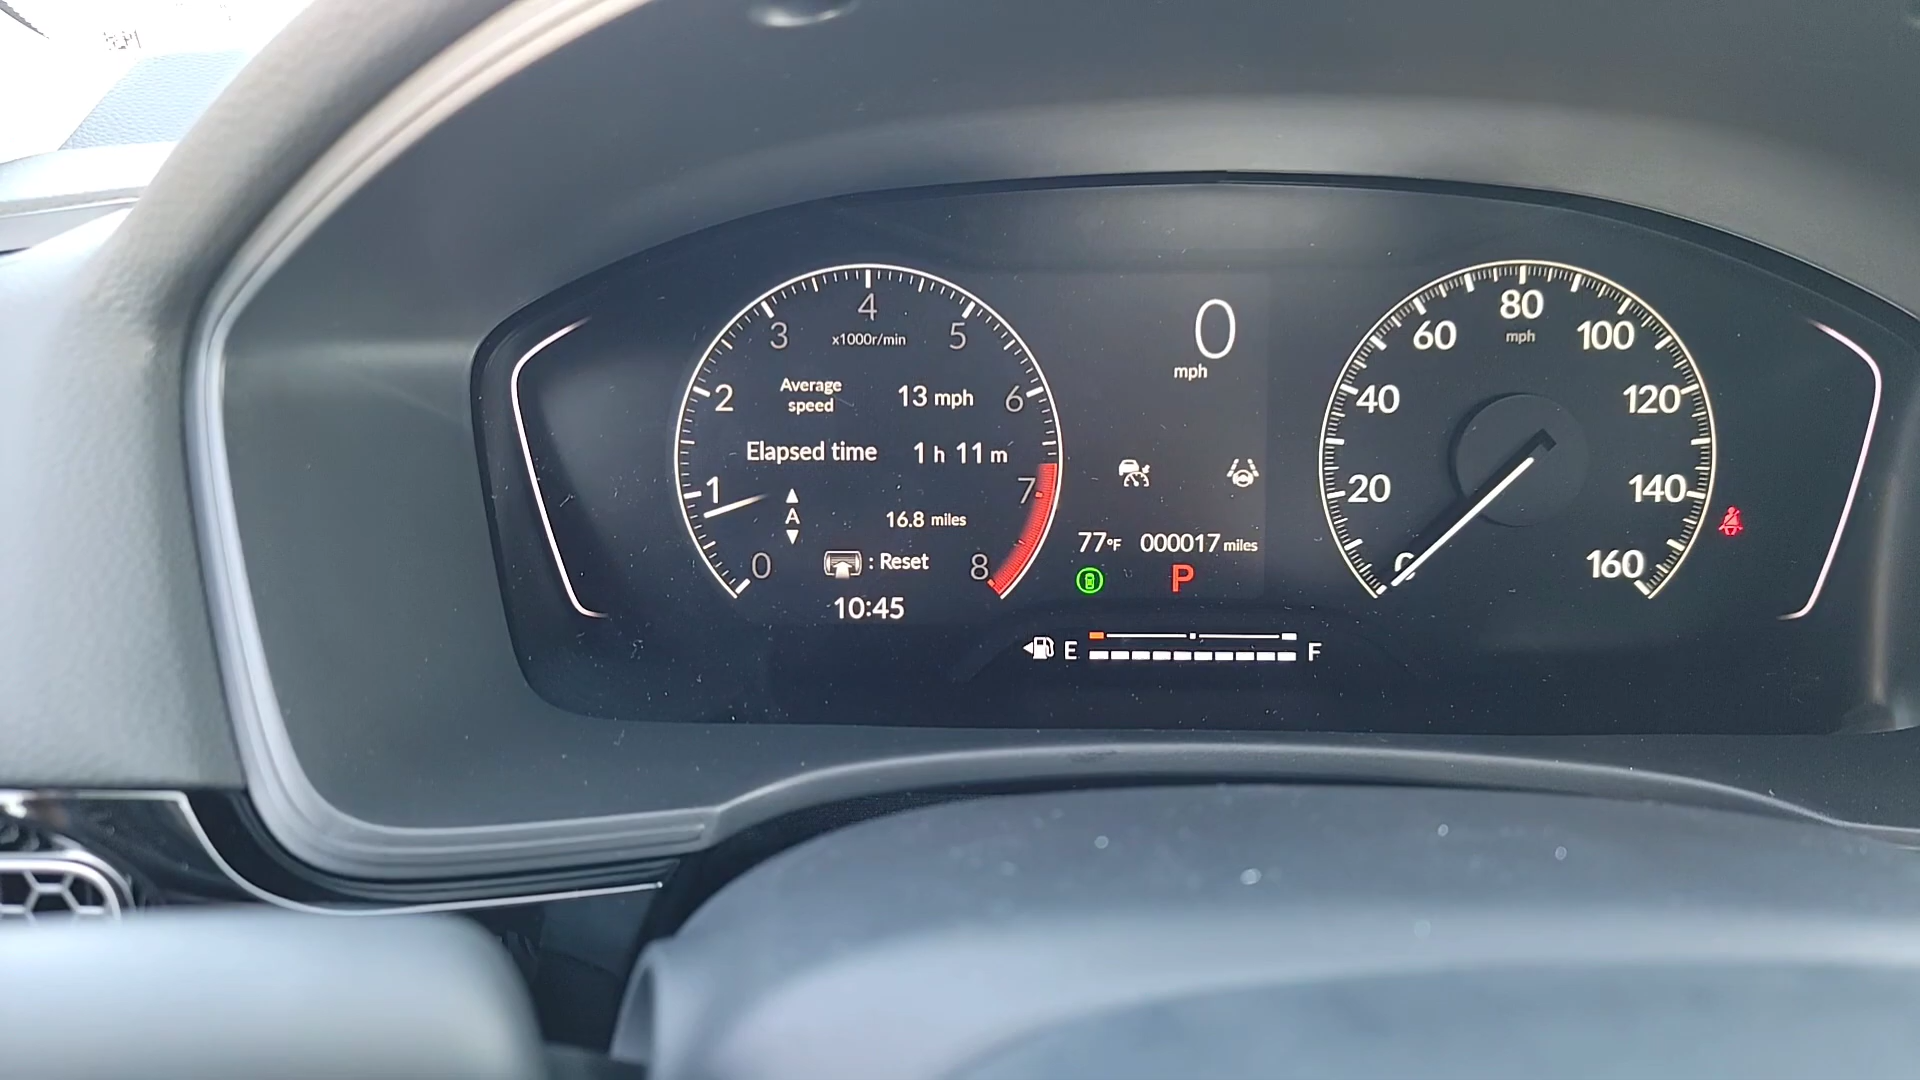 4
3
5
x1000r/min
2
Average speed
13 mph
6
Elapsed time
1 h 11 m
1
7
A
16.8 miles
0
: Reset
8
10:45
0
mph
77°F
000017 miles
P
E
F
80
60
mph
100
40
120
20
140
0
160